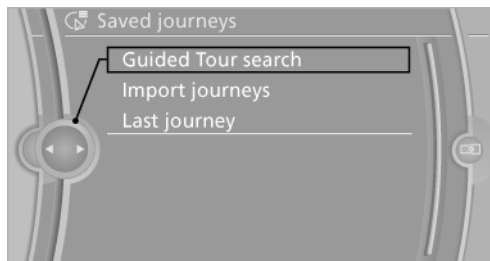 Saved journeys
Guided Tour search
Import journeys
Last journey